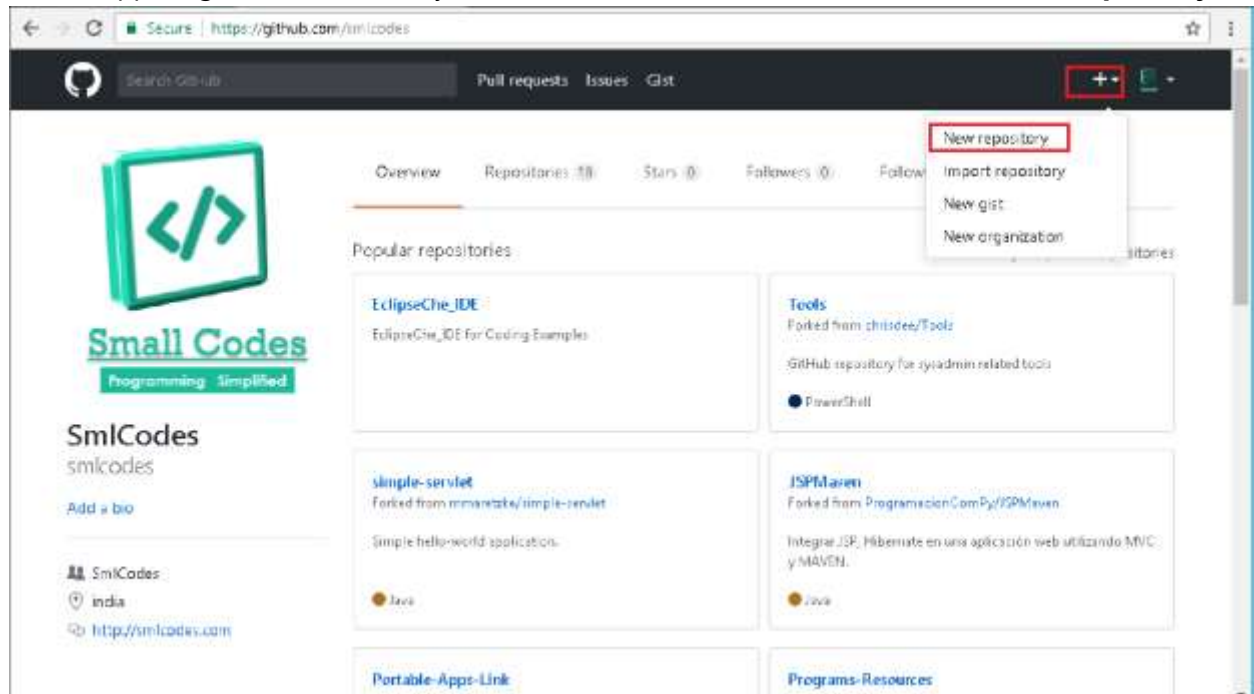 Secure | https://github.com/smlcodes
Search GitHub
Pull requests Issues Gist
New repository
Import repository
New gist
New organization
Overview Repositories 18 Stars 0 Followers 0 Follow
Popular repositories
itories
</>
Small Codes
Programming Simplified
SmlCodes
smlcodes
Add a bio
SmlCodes
india
http://smlcodes.com
EclipseChe_IDE
EclipseChe_IDE for Coding Examples
Tools
Forked from chrisdee/Tools
GitHub repository for sysadmin related tools
PowerShell
simple-servlet
Forked from mmaretzke/simple-servlet
Simple hello-world application.
Java
JSPMaven
Forked from ProgramacionComPy/JSPMaven
Integrar JSP, Hibernate en una aplicación web utilizando MVC
y MAVEN.
Java
Portable-Apps-Link
Programs-Resources